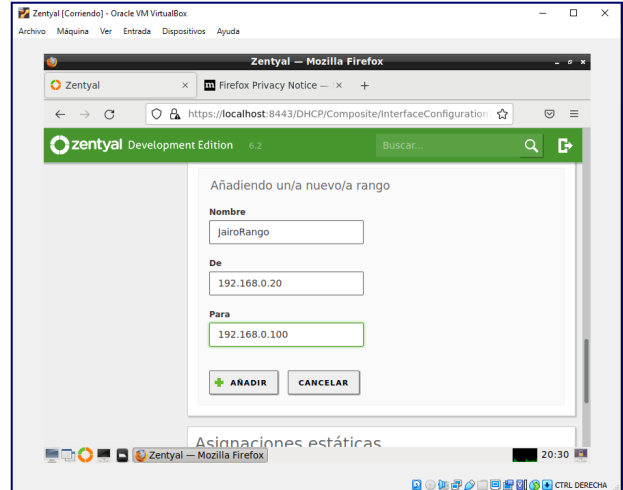 Zentyal [Corriendo] - Oracle VM VirtualBox
Archivo Máquina Ver Entrada Dispositivos Ayuda
Zentyal — Mozilla Firefox
Zentyal
Firefox Privacy Notice —
https://localhost:8443/DHCP/Composite/InterfaceConfiguration
zentyal Development Edition 6.2
Buscar...
Añadiendo un/a nuevo/a rango
Nombre
JairoRango
De
192.168.0.20
Para
192.168.0.100
AÑADIR
CANCELAR
Asignaciones estáticas
Zentyal — Mozilla Firefox
20:30
CTRL DERECHA